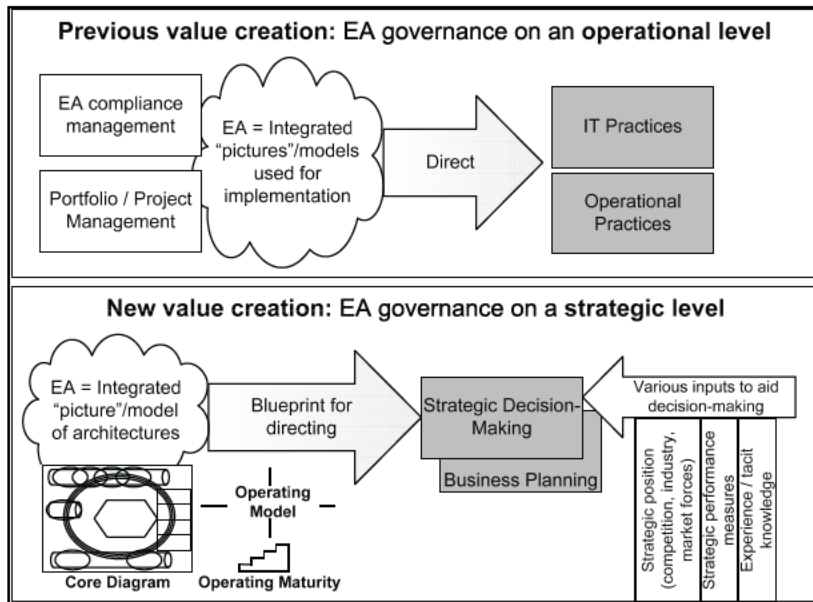 Previous value creation: EA governance on an operational level
EA compliance
management
Portfolio / Project
Management
EA = Integrated
“pictures”/models
used for
implementation
Direct
IT Practices
Operational
Practices
New value creation: EA governance on a strategic level
EA = Integrated
“picture”/model
of architectures
Blueprint for
directing
Strategic Decision-
Making
Business Planning
Various inputs to aid
decision-making
Strategic position
(competition, industry,
market forces)
Strategic performance
measures
Experience / tacit
knowledge
Operating
Model
Core Diagram
Operating Maturity